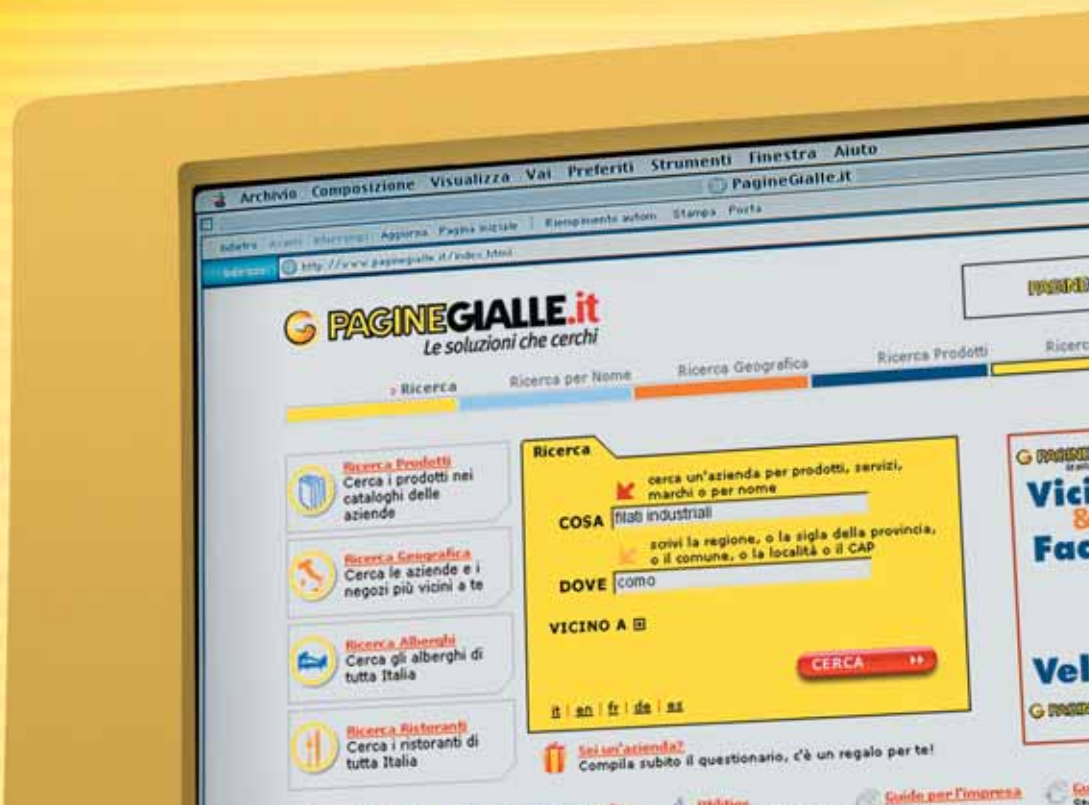 Archivio Composizione Visualizza Vai Preferiti Strumenti Finestra Aiuto
PagineGialle.it
Indietro Avanti Interrompi Aggiorna Pagina iniziale Riempimento autom Stampa Posta
http://www.paginegialle.it/index.html
PAGINEGIALLE.it
Le soluzioni che cerchi
Ricerca Ricerca per Nome Ricerca Geografica Ricerca Prodotti
Ricerca Prodotti
Cerca i prodotti nei
cataloghi delle
aziende
Ricerca Geografica
Cerca le aziende e i
negozi più vicini a te
Ricerca Alberghi
Cerca gli alberghi di
tutta Italia
Ricerca Ristoranti
Cerca i ristoranti di
tutta Italia
Ricerca
cerca un'azienda per prodotti, servizi,
marchi o per nome
COSA filati industriali
scrivi la regione, o la sigla della provincia,
o il comune, o la località o il CAP
DOVE como
VICINO A
CERCA
it | en | fr | de | es
Sei un'azienda?
Compila subito il questionario, c'è un regalo per te!
Vici
&
Fac
Vel
Utilities
Guide per l'impresa